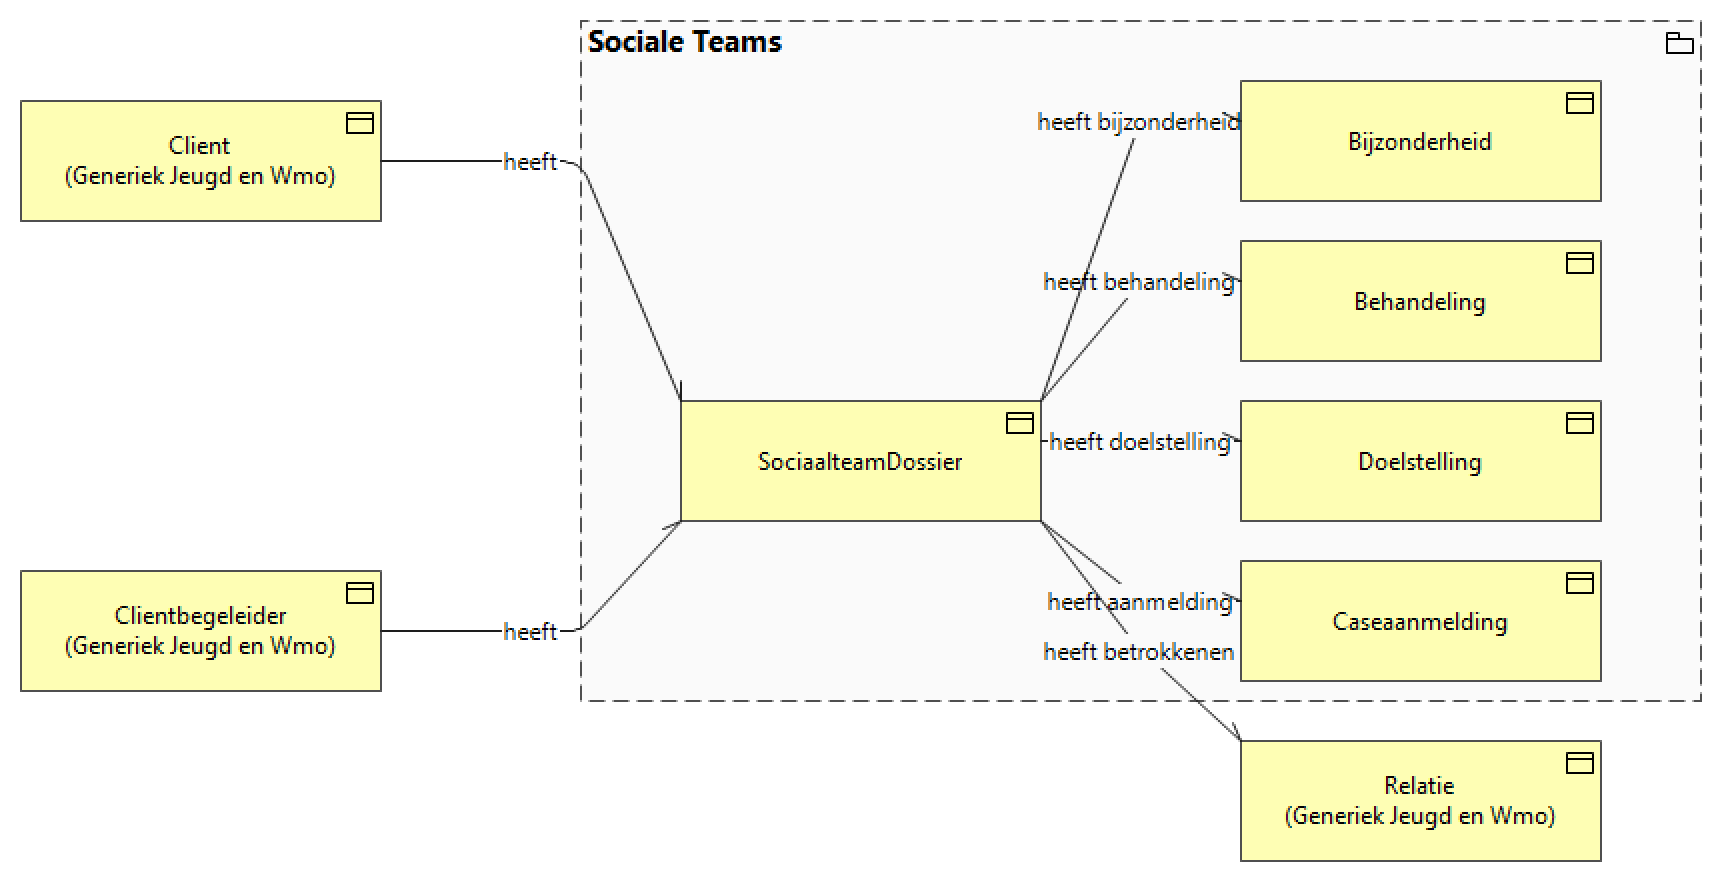 Sociale Teams
Client
(Generiek Jeugd en Wmo)
heeft
heeft bijzonderheid
Bijzonderheid
heeft behandeling
Behandeling
SociaalteamDossier
heeft doelstelling
Doelstelling
Clientbegeleider
(Generiek Jeugd en Wmo)
heeft
heeft aanmelding
Caseaanmelding
heeft betrokkenen
Relatie
(Generiek Jeugd en Wmo)